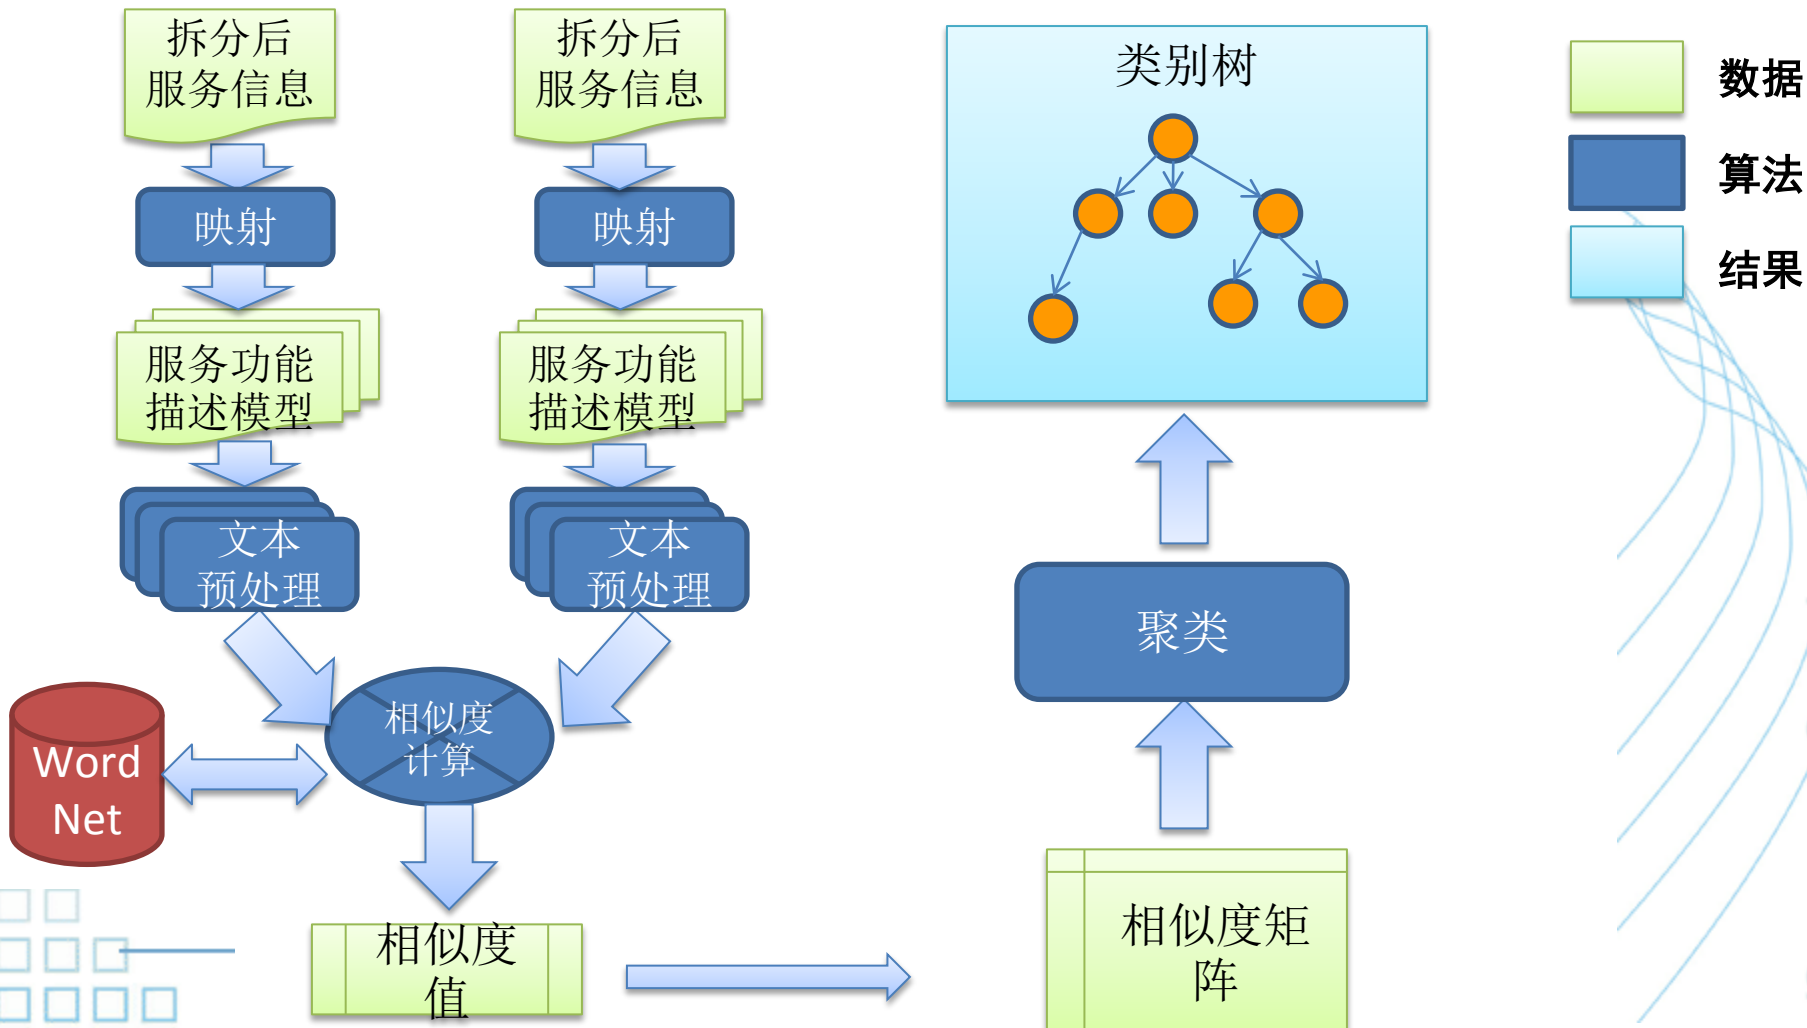 拆分后
服务信息
映射
服务功能
描述模型
文本
预处理
拆分后
服务信息
映射
服务功能
描述模型
文本
预处理
Word
Net
相似度
计算
相似度
值
相似度矩
阵
聚类
类别树
数据
算法
结果